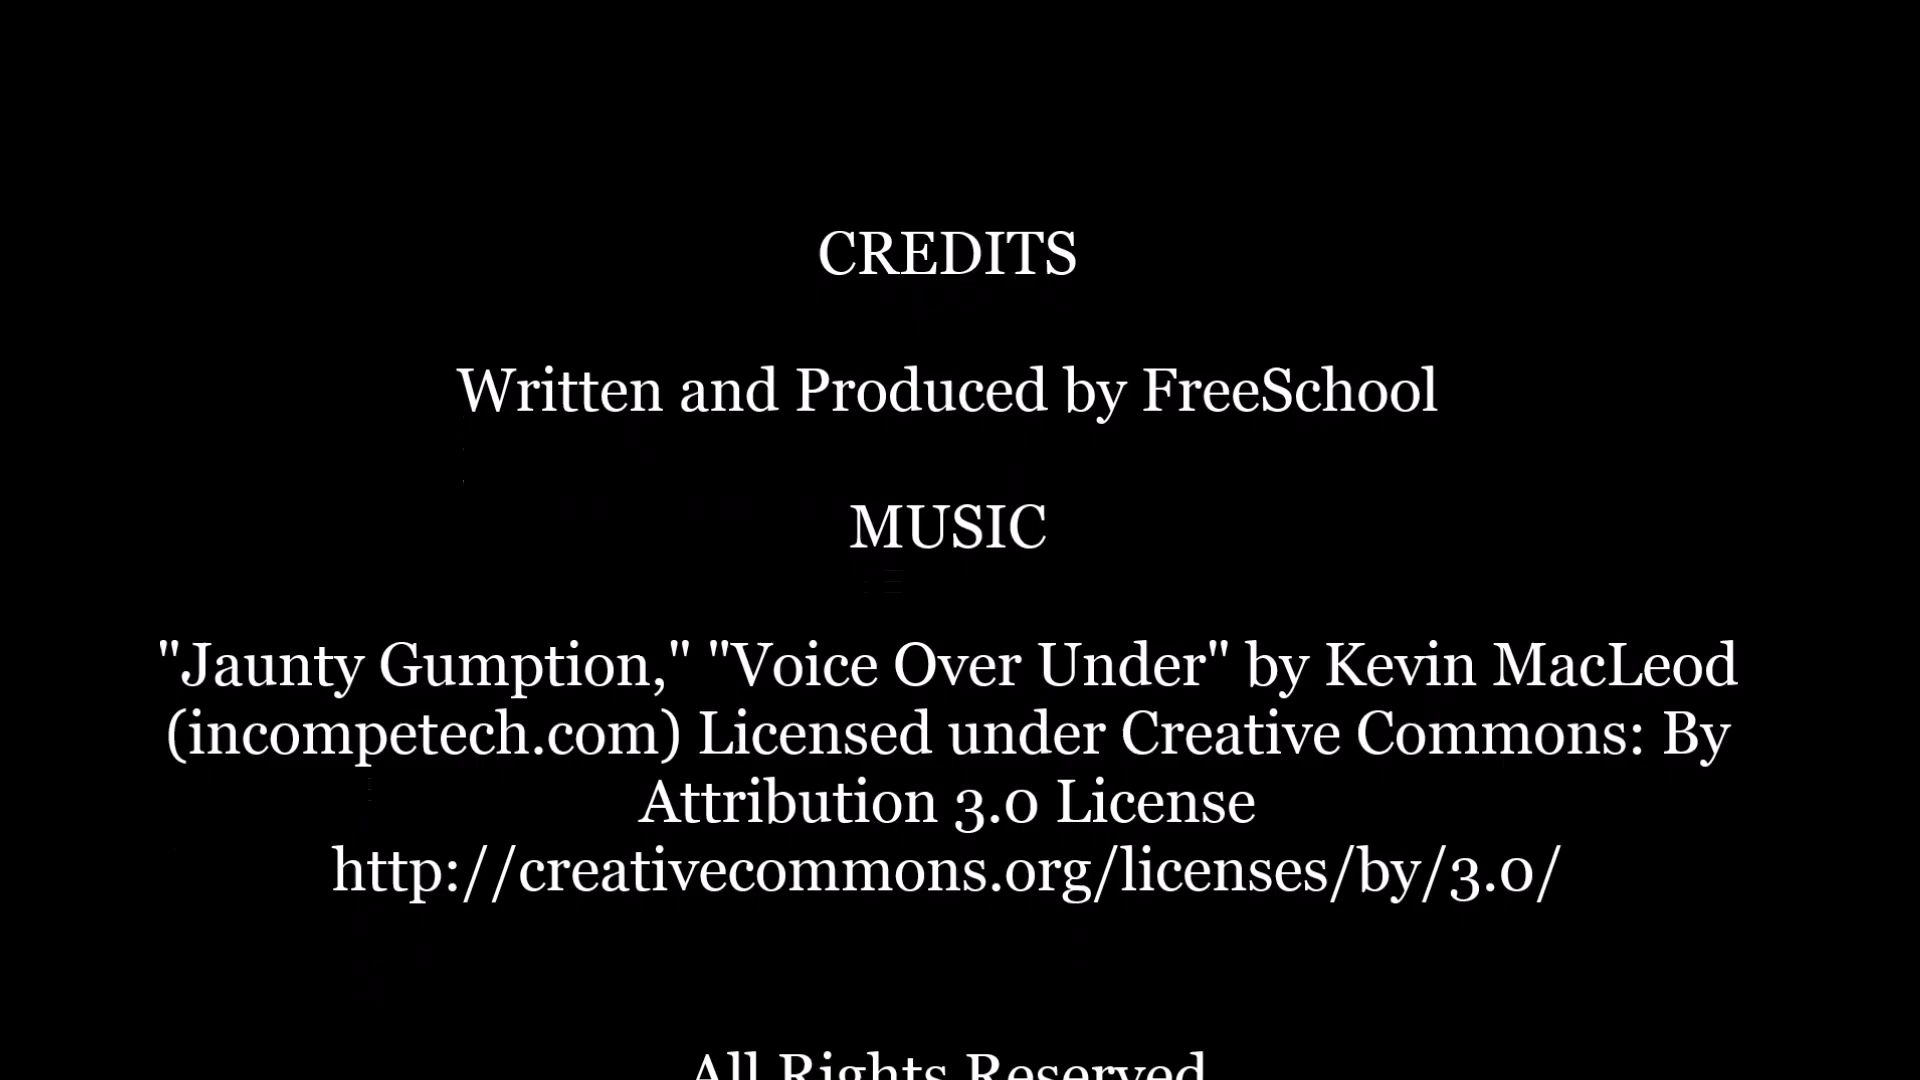 CREDITS
Written and Produced by FreeSchool
MUSIC
"Jaunty Gumption," "Voice Over Under" by Kevin MacLeod
(incompetech.com) Licensed under Creative Commons: By
Attribution 3.0 License
http://creativecommons.org/licenses/by/3.0/
All Rights Reserved